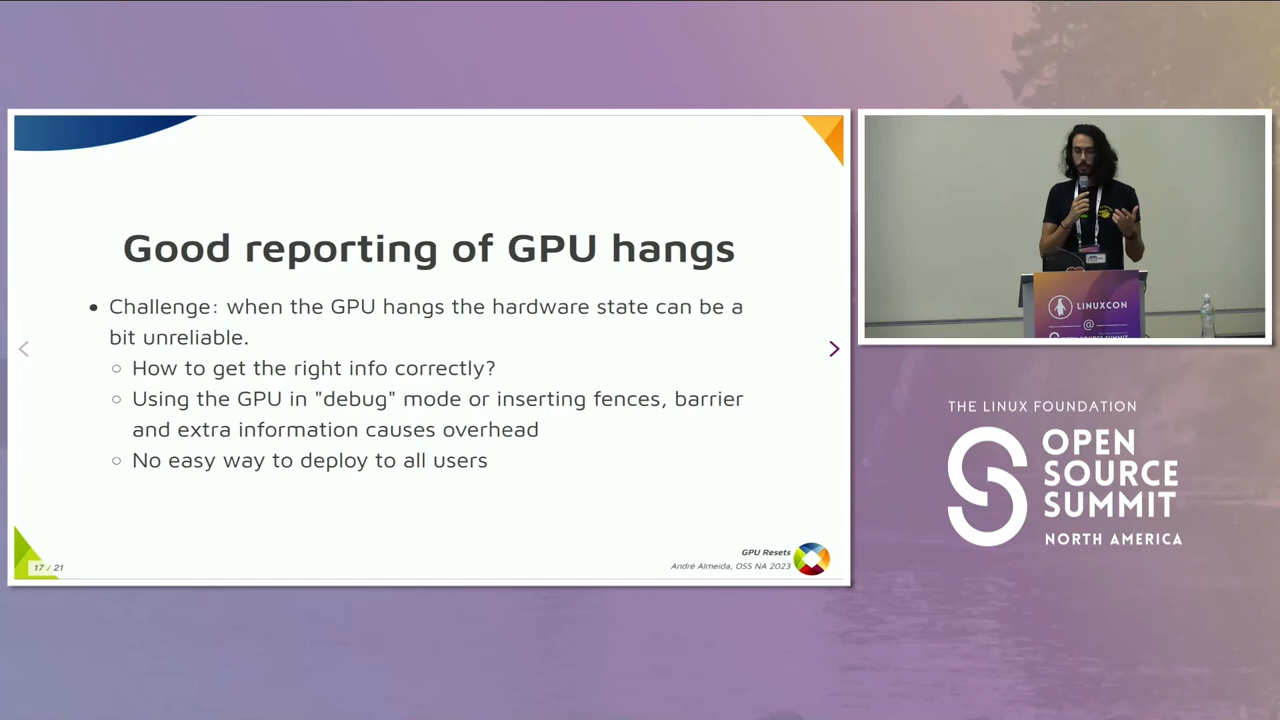 Good reporting of GPU hangs
• Challenge: when the GPU hangs the hardware state can be a
bit unreliable.
○ How to get the right info correctly?
○ Using the GPU in "debug" mode or inserting fences, barrier
and extra information causes overhead
○ No easy way to deploy to all users
17 / 21
GPU Resets
André Almeida, OSS NA 2023
LINUXCON
@
THE LINUX FOUNDATION
OPEN
SOURCE
SUMMIT
NORTH AMERICA